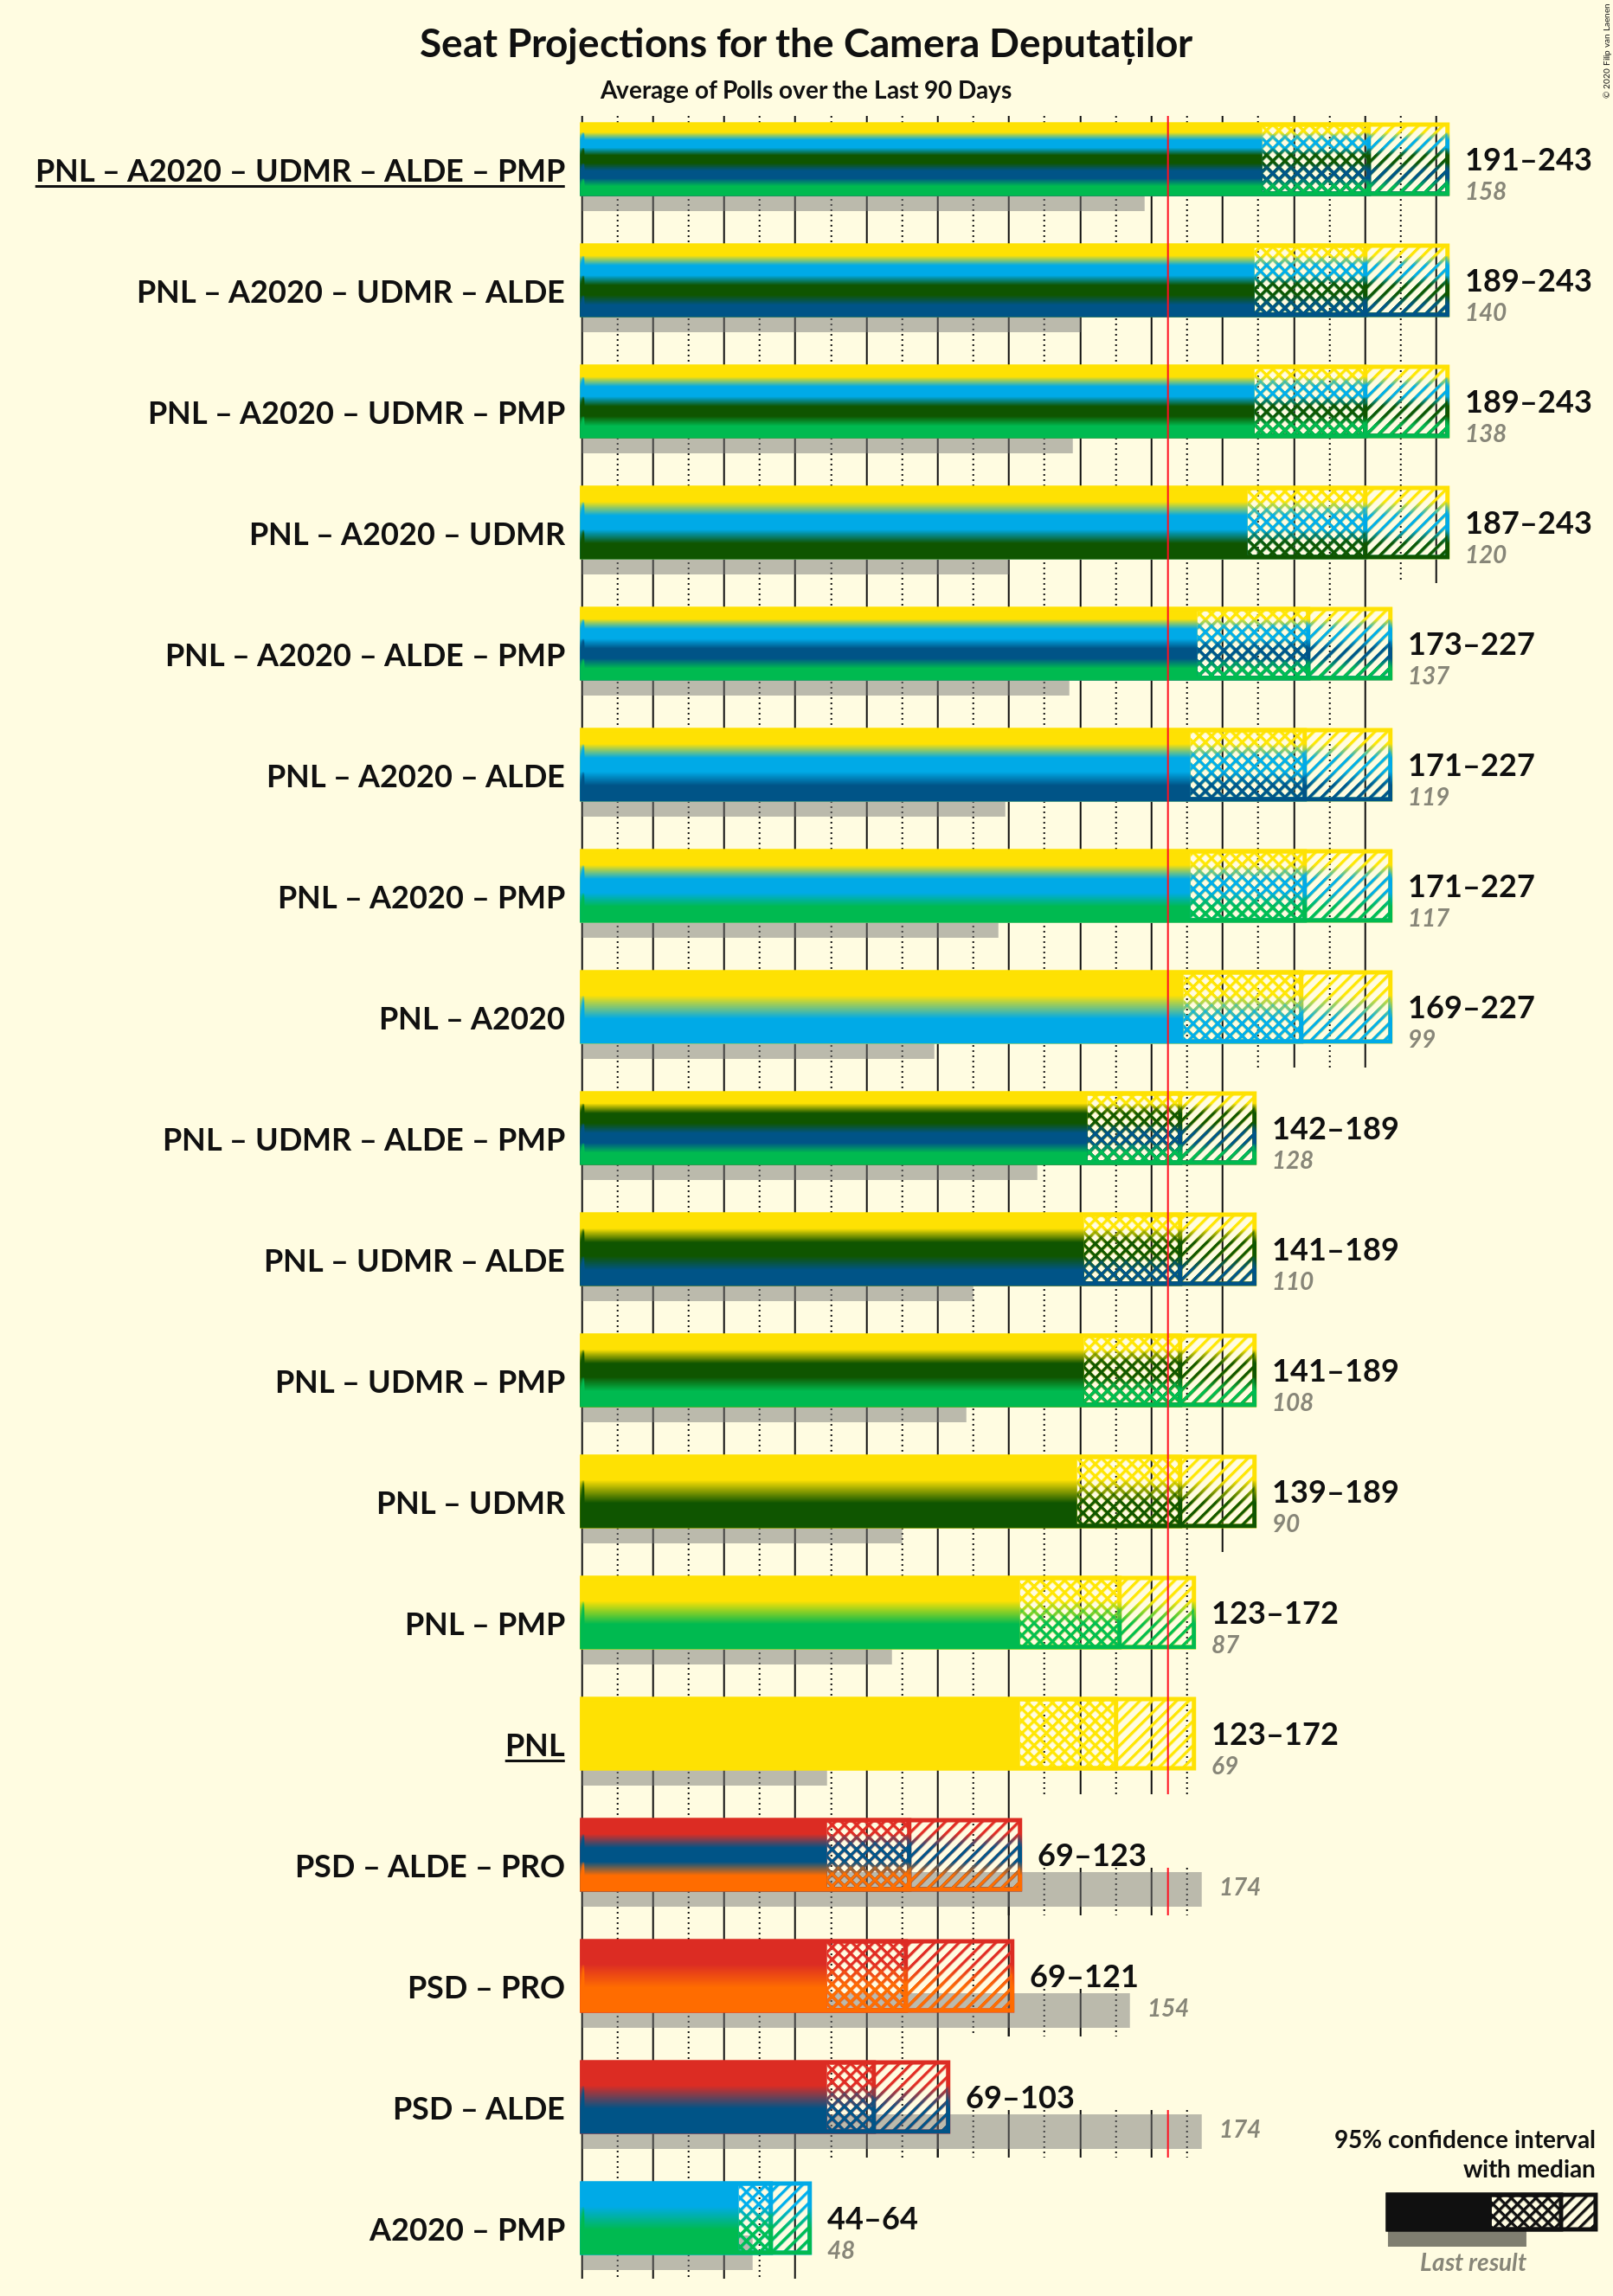 © 2020 Filip van Laenen
Seat Projections for the Camera Deputaților
Average of Polls over the Last 90 Days
PNL – A2020 – UDMR – ALDE – PMP
191–243
158
PNL – A2020 – UDMR – ALDE
189–243
140
PNL – A2020 – UDMR – PMP
189–243
138
PNL – A2020 – UDMR
187–243
120
PNL – A2020 – ALDE – PMP
173–227
137
PNL – A2020 – ALDE
171–227
119
PNL – A2020 – PMP
171–227
117
PNL – A2020
169–227
99
PNL – UDMR – ALDE – PMP
142–189
128
PNL – UDMR – ALDE
141–189
110
PNL – UDMR – PMP
141–189
108
PNL – UDMR
139–189
90
PNL – PMP
123–172
87
PNL
123–172
69
PSD – ALDE – PRO
69–123
174
PSD – PRO
69–121
154
PSD – ALDE
69–103
174
A2020 – PMP
44–64
48
95% confidence interval
with median
Last result